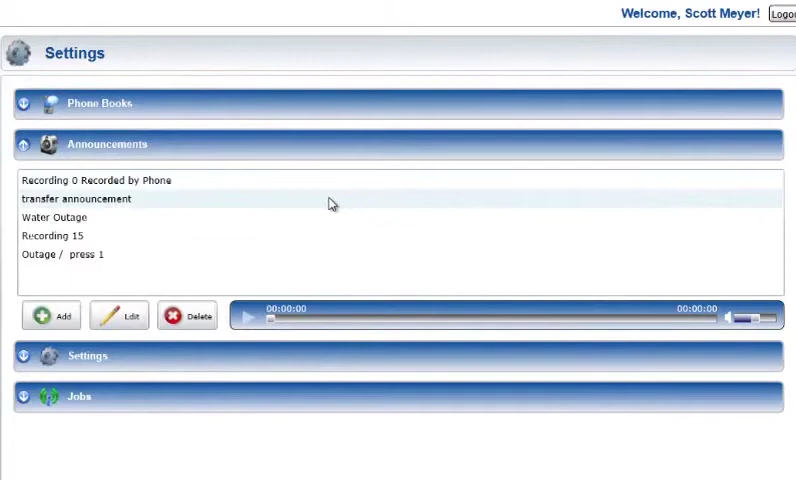 Welcome, Scott Meyer!
Logou
Settings
Phone Books
Announcements
Recording 0 Recorded by Phone
transfer announcement
Water Outage
Recording 15
Outage / press 1
Add
Edit
Delete
00:00:00
00:00:00
Settings
Jobs